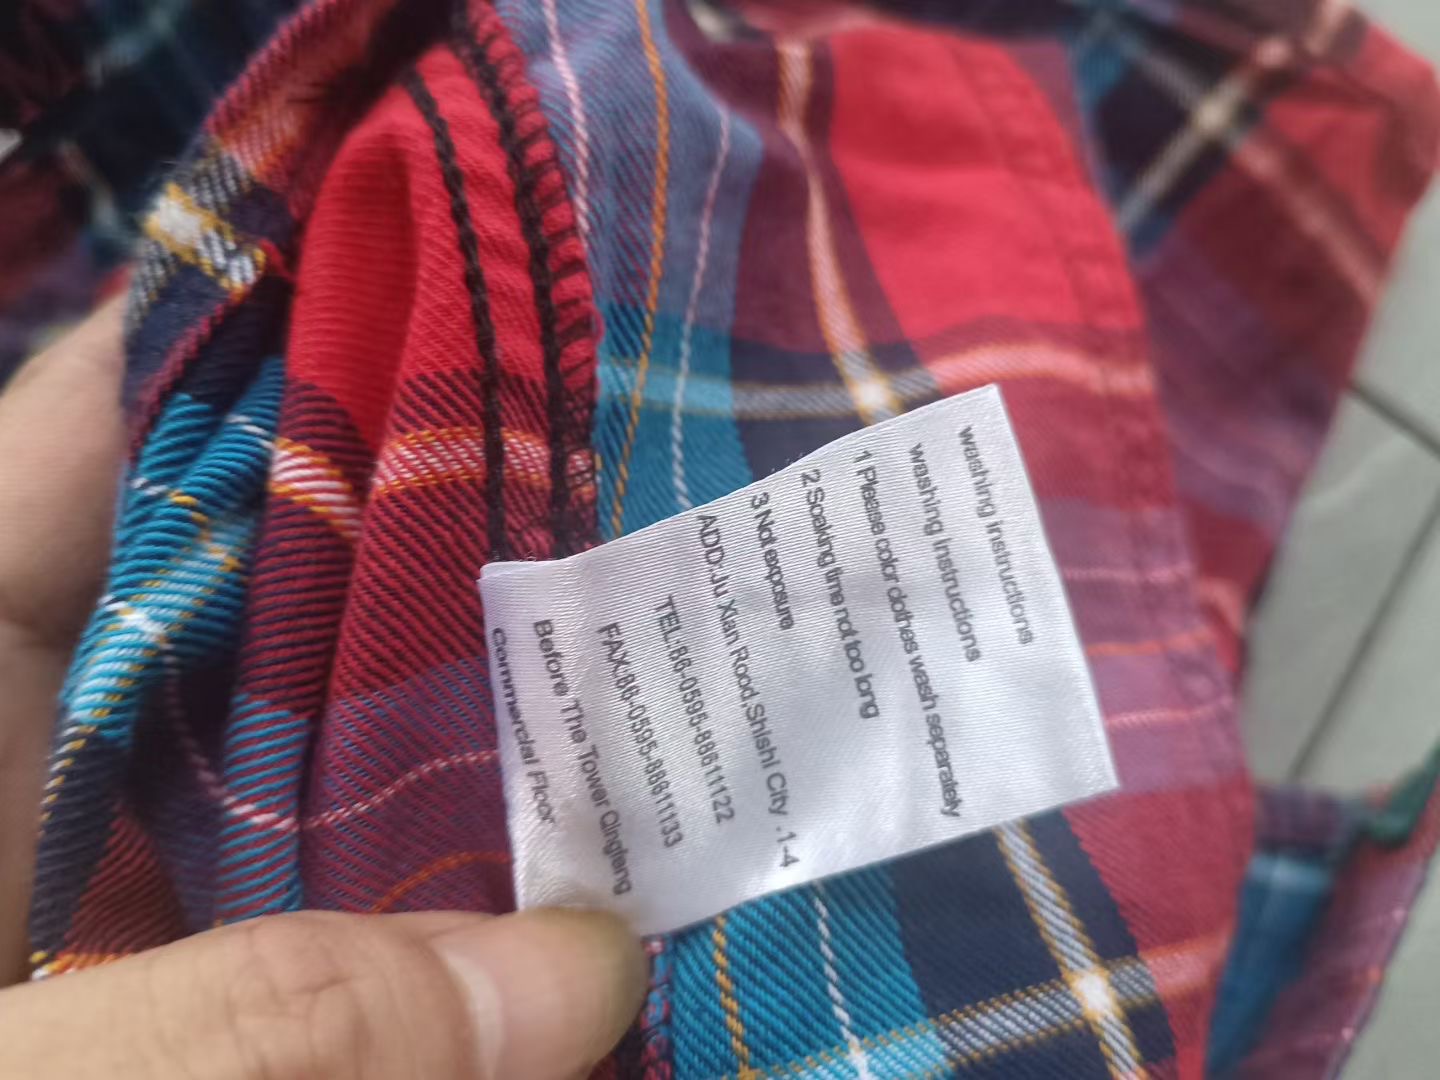 washing instructions
washing Instructions
1 Please color clothes wash separately
2 Soaking time not too long
3 Not exposure
ADD:Ju Xian Rood,Shishi City .1-4
TEL:86-0595-88611122
FAX:86-0595-8861133
Before The Tower Qingfang
Commercial Floor